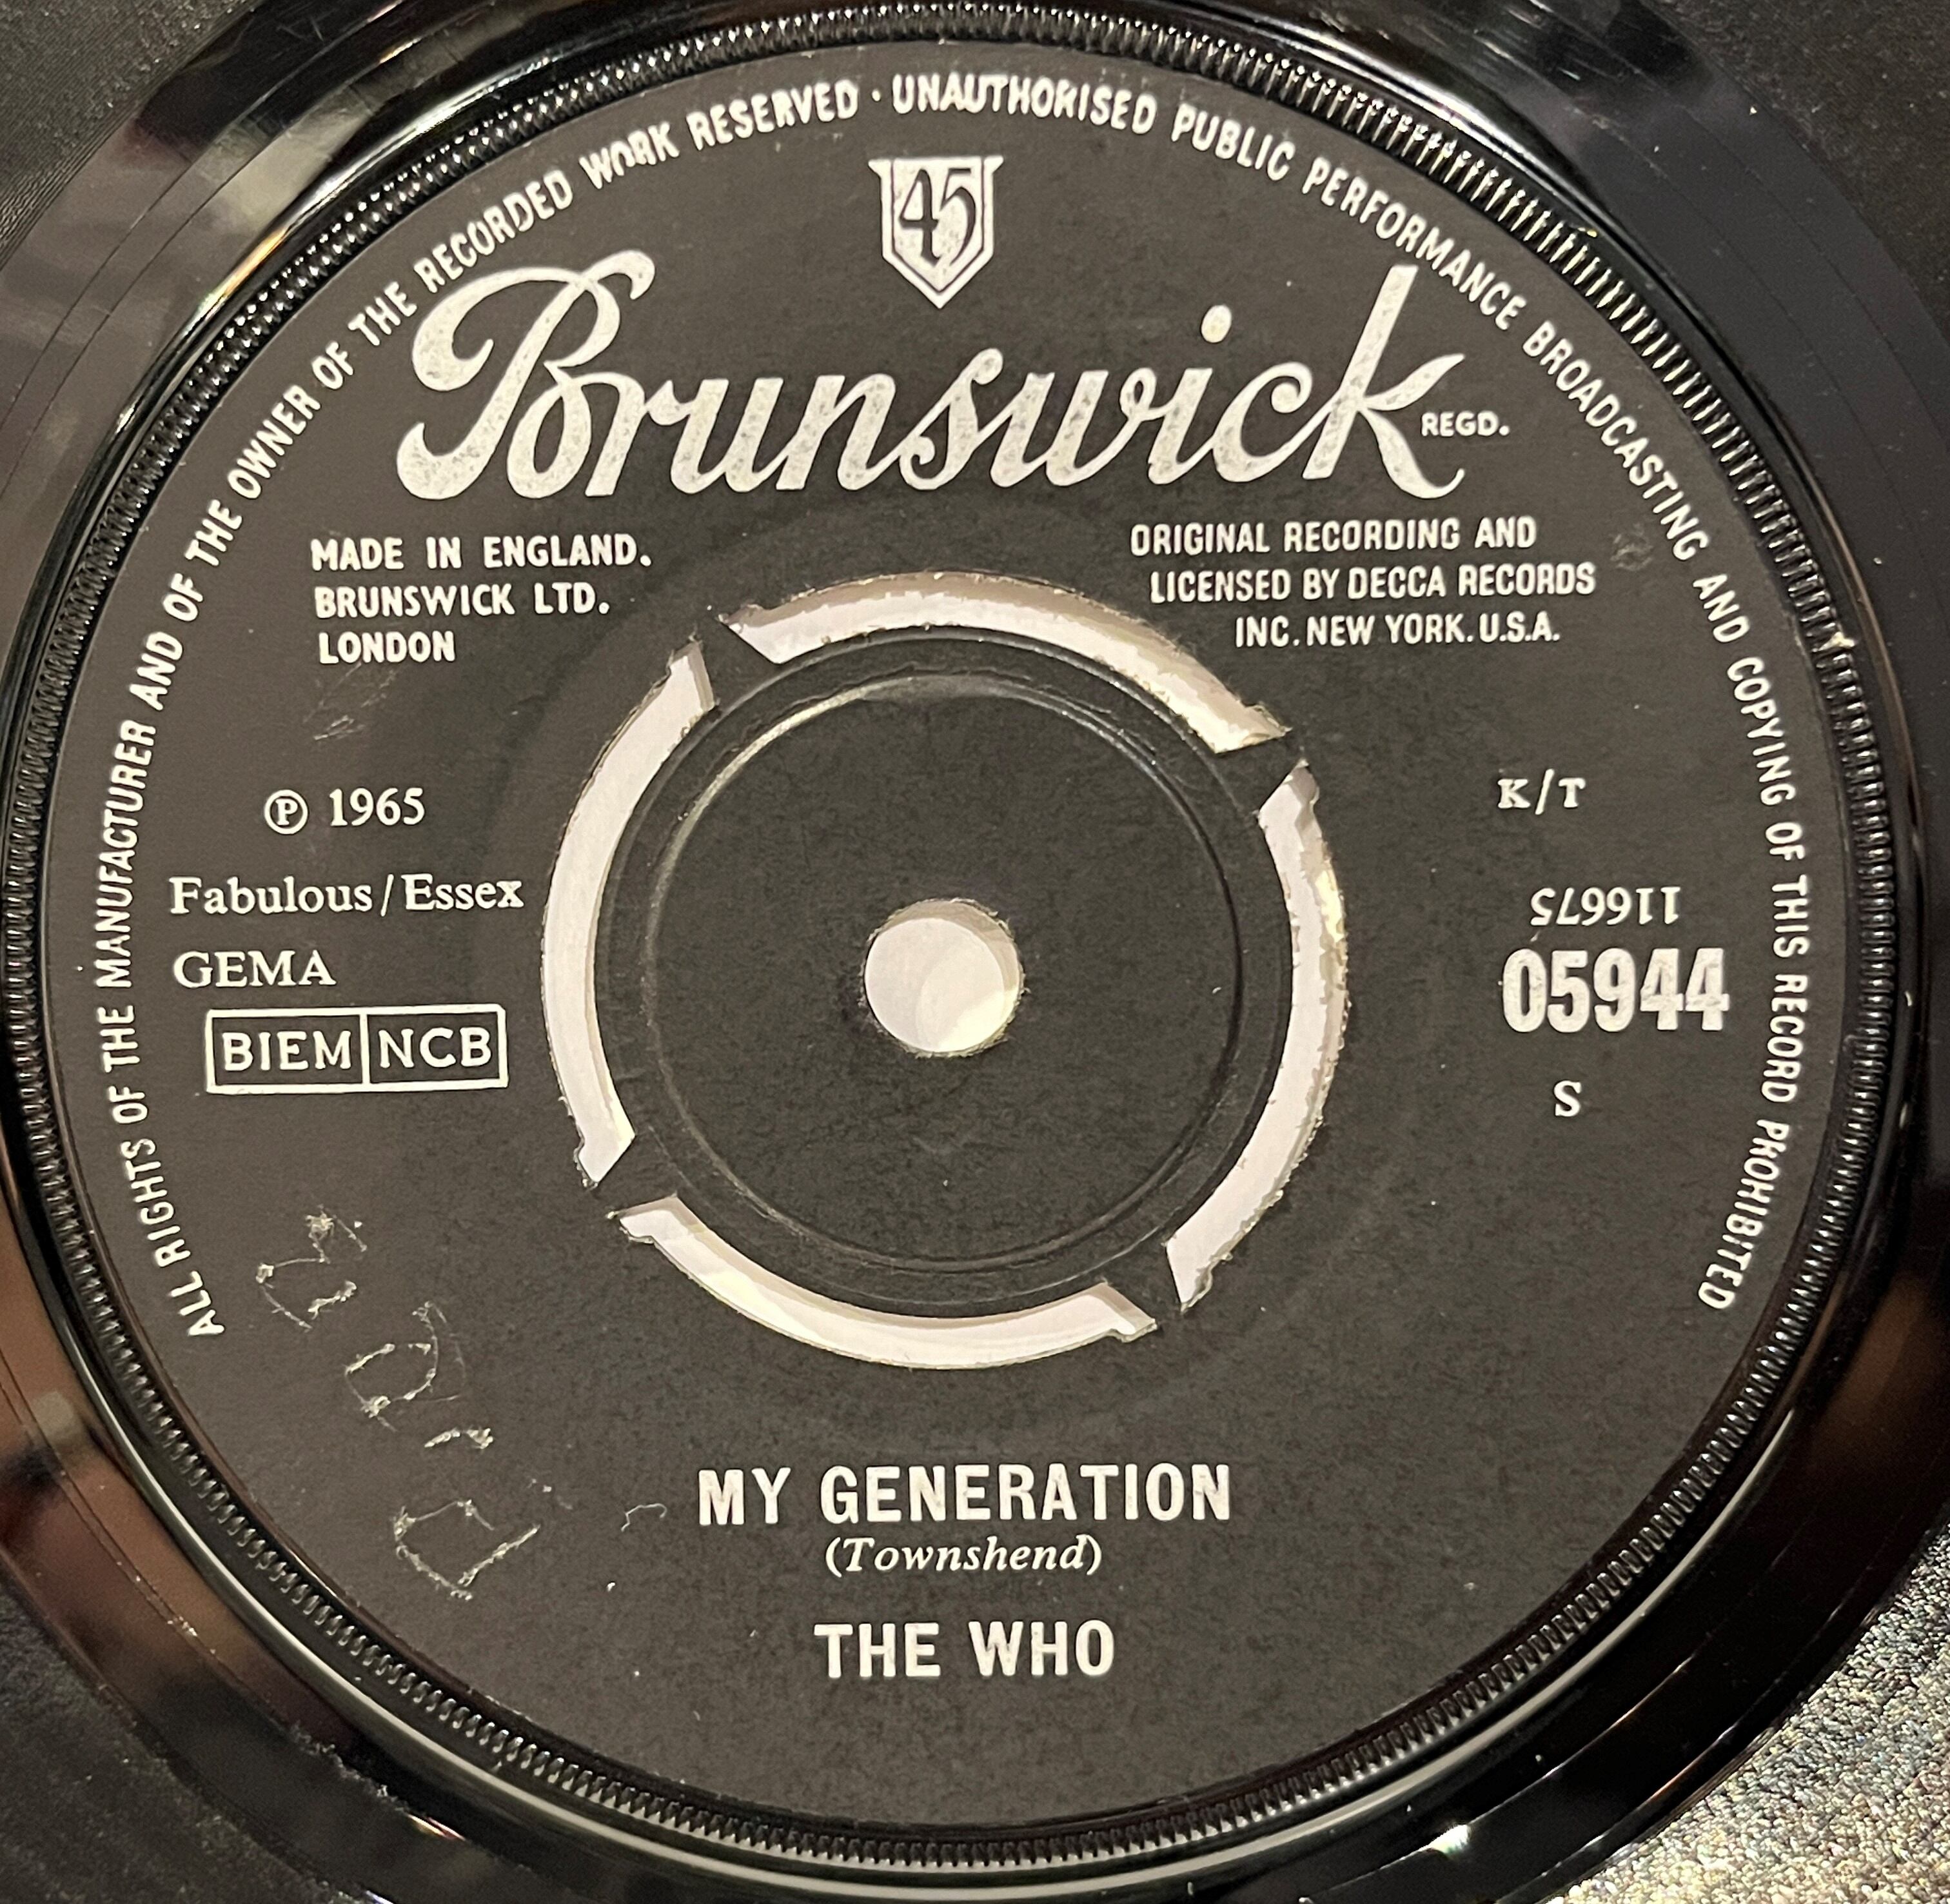 ALL RIGHTS OF THE MANUFACTURER AND OF THE OWNER OF THE RECORDED WORK RESERVED · UNAUTHORISED PUBLIC PERFORMANCE BROADCASTING AND COPYING OF THIS RECORD PROHIBITED
45
Brunswick REGD.
MADE IN ENGLAND.
BRUNSWICK LTD.
LONDON
ORIGINAL RECORDING AND
LICENSED BY DECCA RECORDS
INC. NEW YORK. U.S.A.
℗ 1965
Fabulous/Essex
GEMA
BIEM NCB
K/T
116675
05944
S
MY GENERATION
(Townshend)
THE WHO